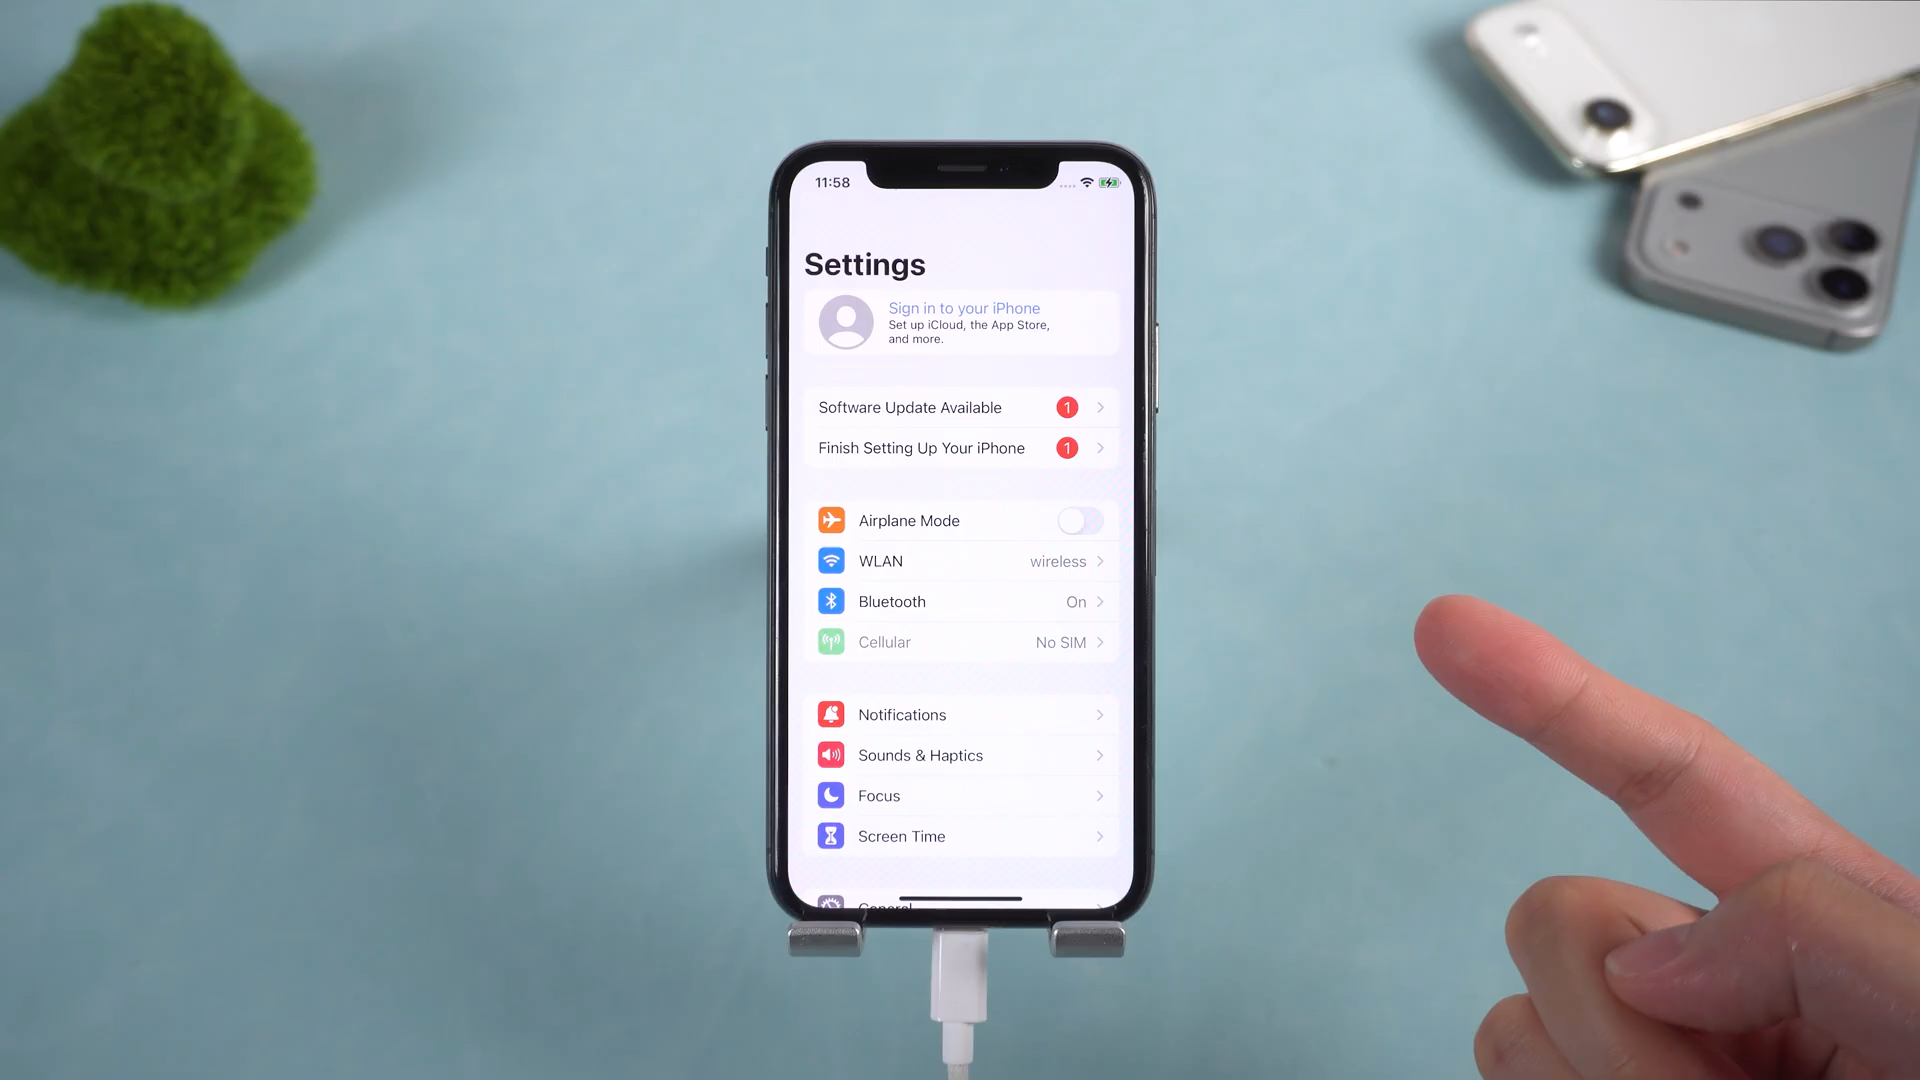 11:58
Settings
Sign in to your iPhone
Set up iCloud, the App Store,
and more.
Software Update Available 1
Finish Setting Up Your iPhone 1
Airplane Mode
WLAN wireless
Bluetooth On
Cellular No SIM
Notifications
Sounds & Haptics
Focus
Screen Time
General